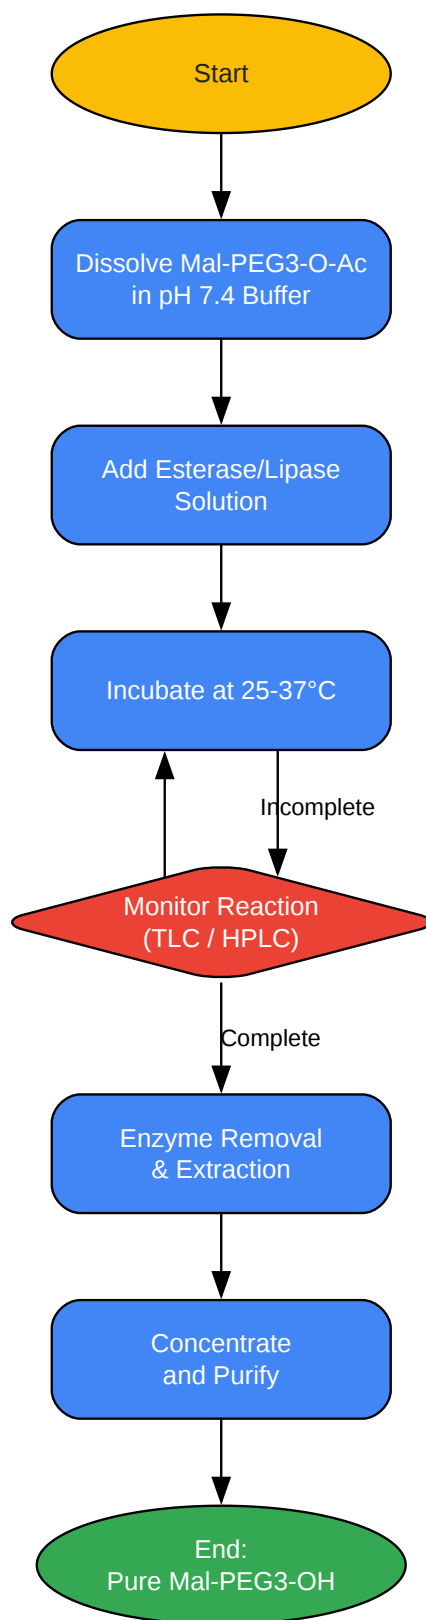 Start
Dissolve Mal-PEG3-O-Ac
in pH 7.4 Buffer
Add Esterase/Lipase
Solution
Incubate at 25-37°C
Incomplete
Monitor Reaction
(TLC / HPLC)
Complete
Enzyme Removal
& Extraction
Concentrate
and Purify
End:
Pure Mal-PEG3-OH